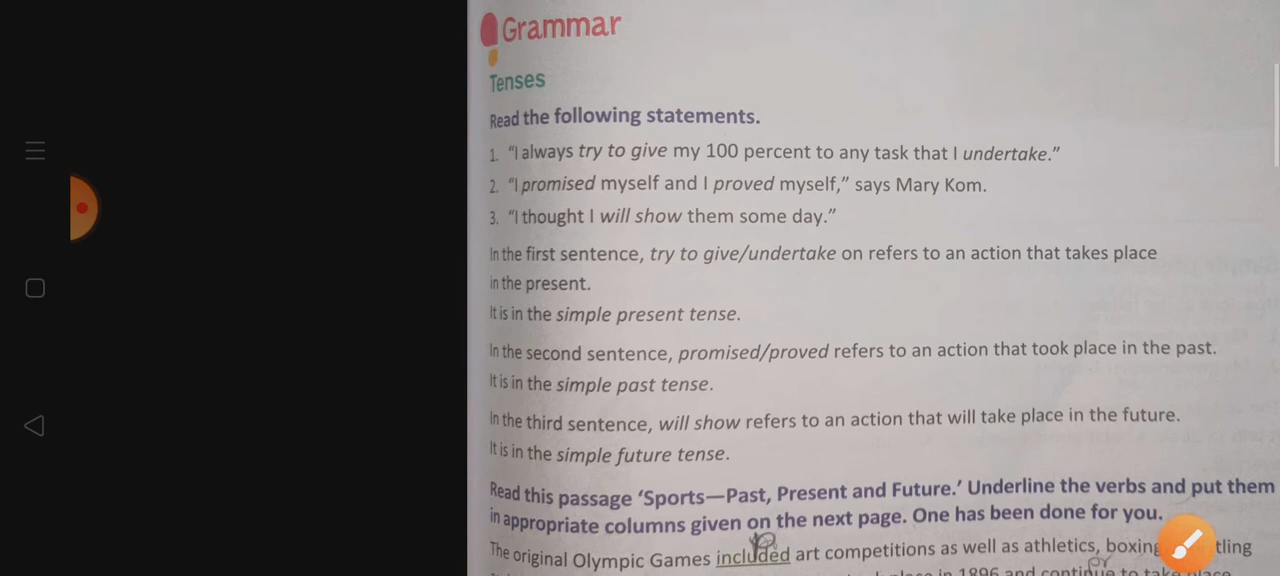 Grammar
Tenses
Read the following statements.
1. “I always try to give my 100 percent to any task that I undertake.”
2. “I promised myself and I proved myself,” says Mary Kom.
3. “I thought I will show them some day.”
In the first sentence, try to give/undertake on refers to an action that takes place
in the present.
It is in the simple present tense.
In the second sentence, promised/proved refers to an action that took place in the past.
It is in the simple past tense.
In the third sentence, will show refers to an action that will take place in the future.
It is in the simple future tense.
Read this passage ‘Sports—Past, Present and Future.’ Underline the verbs and put them
in appropriate columns given on the next page. One has been done for you.
The original Olympic Games included art competitions as well as athletics, boxing
in 1896 and continue to take place